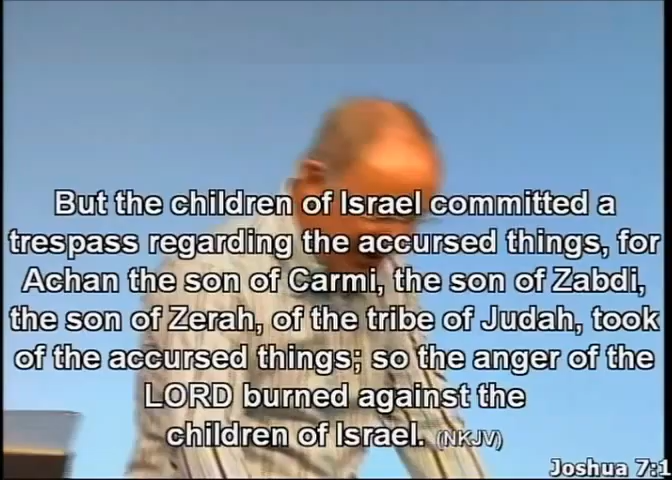 But the children of Israel committed a
trespass regarding the accursed things, for
Achan the son of Carmi, the son of Zabdi,
the son of Zerah, of the tribe of Judah, took
of the accursed things; so the anger of the
LORD burned against the
children of Israel. (NKJV)
Joshua 7:1